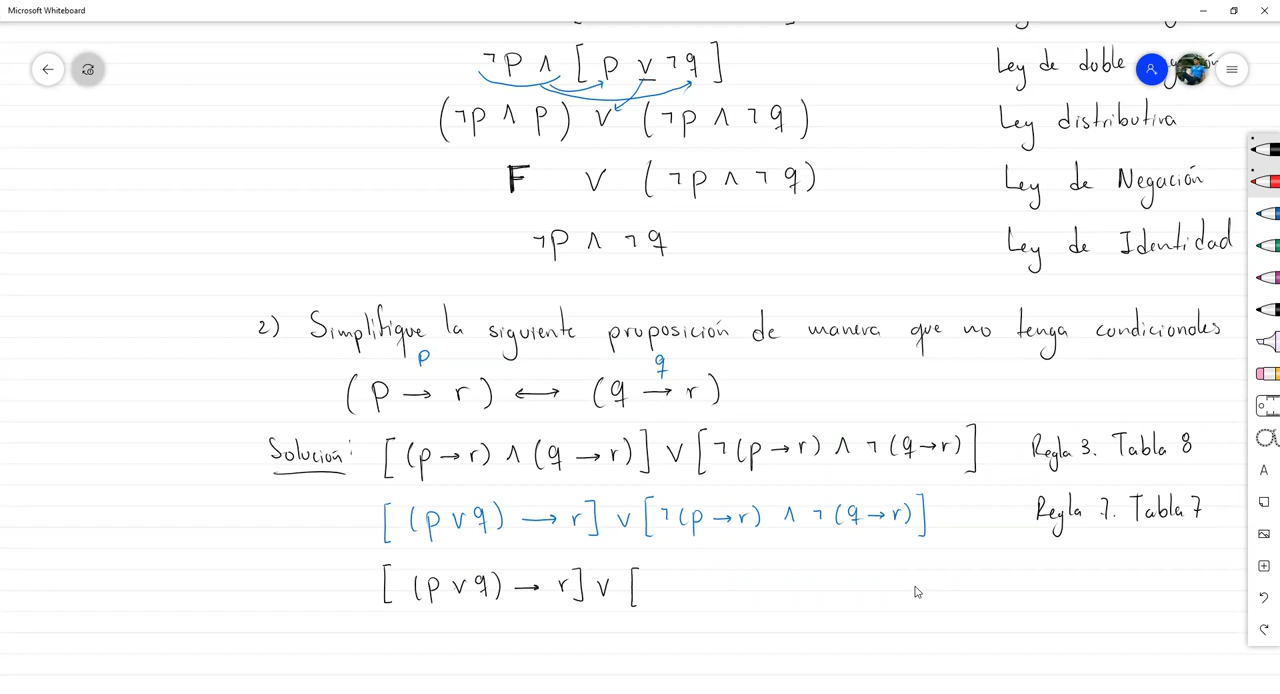 Microsoft Whiteboard
¬p ∧ [ p ∨ ¬q ] Ley de doble
(¬p ∧ p) ∨ (¬p ∧ ¬q) Ley distributiva
F ∨ (¬p ∧ ¬q) Ley de Negación
¬p ∧ ¬q Ley de Identidad
2) Simplifique la siguiente proposición de manera que no tenga condicionales
p q
(p → r) ↔ (q → r)
Solución: [(p → r) ∧ (q → r)] ∨ [¬(p → r) ∧ ¬(q → r)] Regla 3. Tabla 8
[(p ∨ q) → r] ∨ [¬(p → r) ∧ ¬(q → r)] Regla 7. Tabla 7
[(p ∨ q) → r] ∨ [